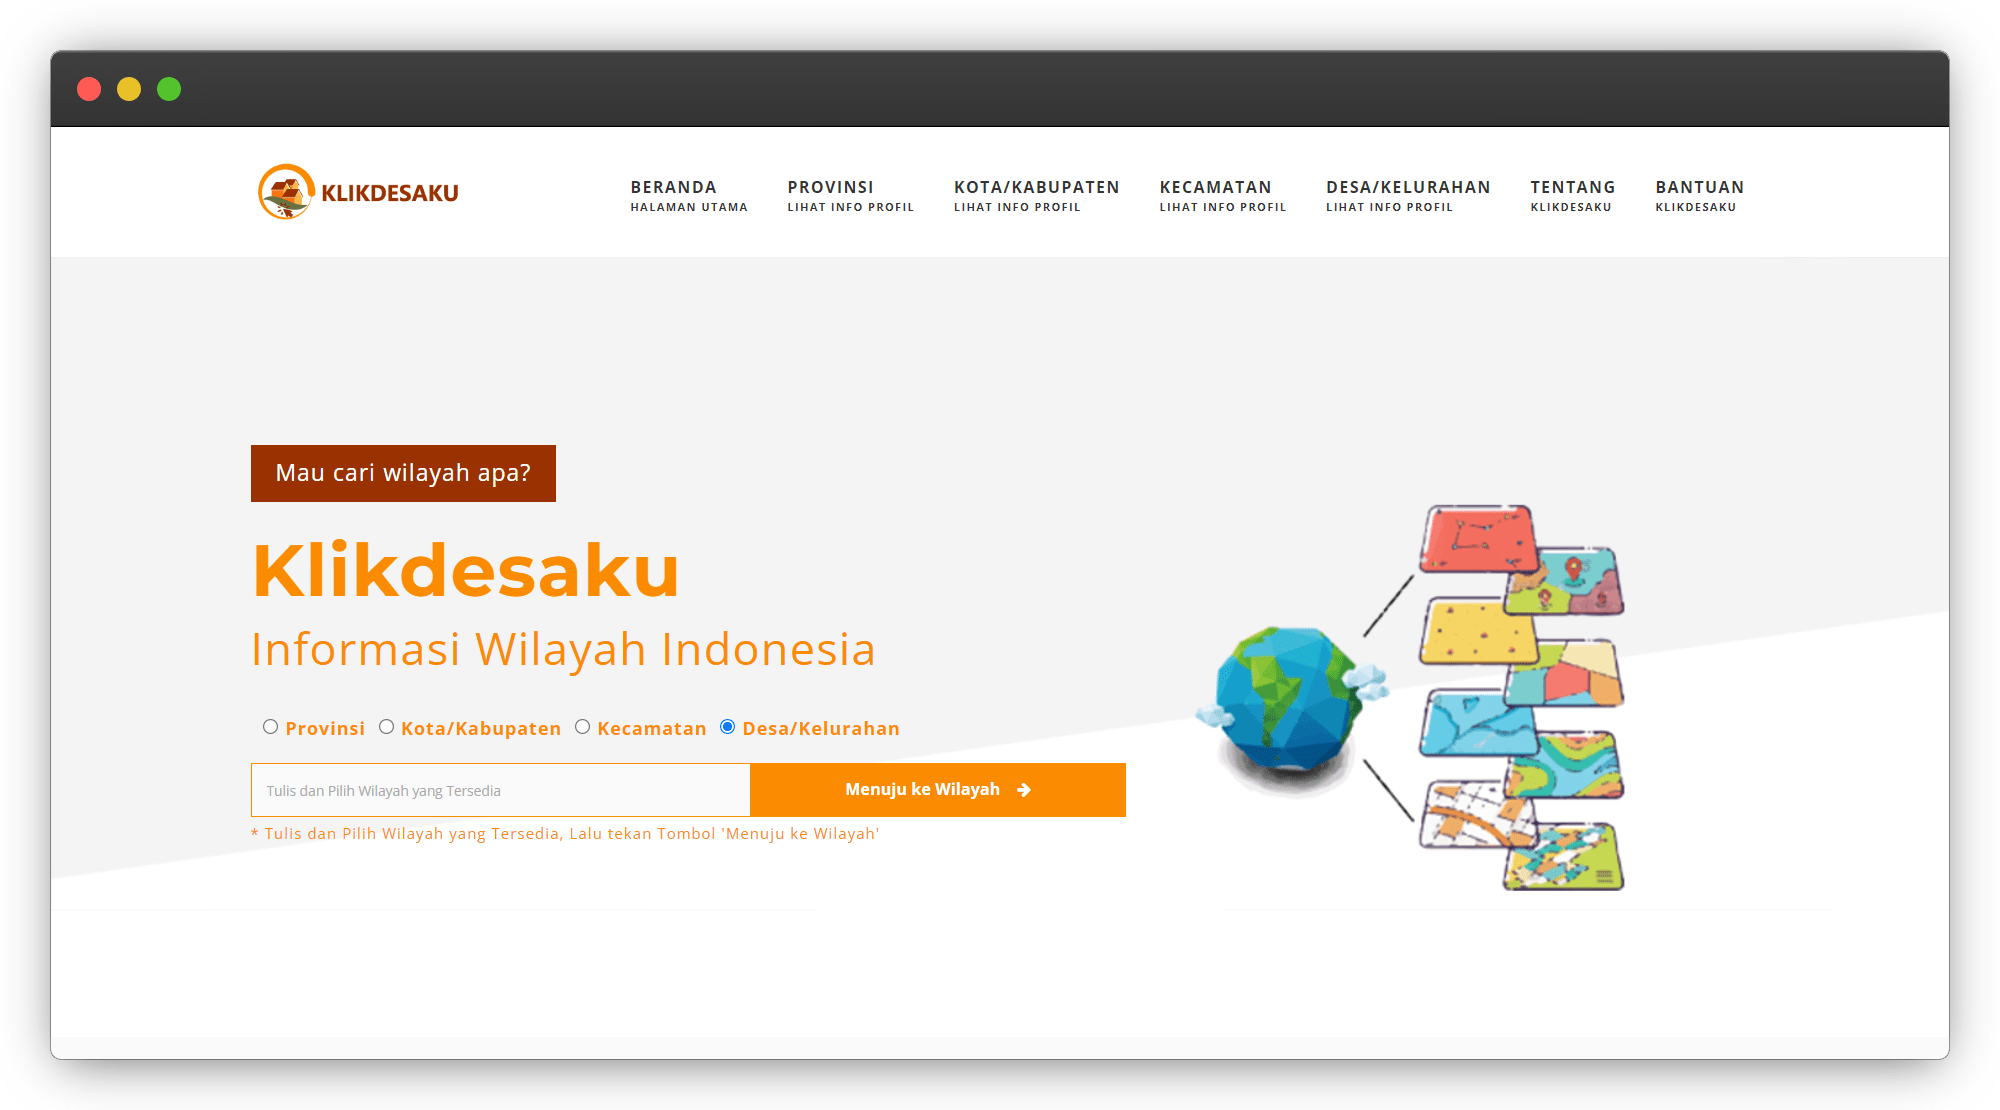 KLIKDESAKU
BERANDA
HALAMAN UTAMA
PROVINSI
LIHAT INFO PROFIL
KOTA/KABUPATEN
LIHAT INFO PROFIL
KECAMATAN
LIHAT INFO PROFIL
DESA/KELURAHAN
LIHAT INFO PROFIL
TENTANG
KLIKDESAKU
BANTUAN
KLIKDESAKU
Mau cari wilayah apa?
Klikdesaku
Informasi Wilayah Indonesia
Provinsi Kota/Kabupaten Kecamatan Desa/Kelurahan
Tulis dan Pilih Wilayah yang Tersedia
Menuju ke Wilayah
* Tulis dan Pilih Wilayah yang Tersedia, Lalu tekan Tombol 'Menuju ke Wilayah'